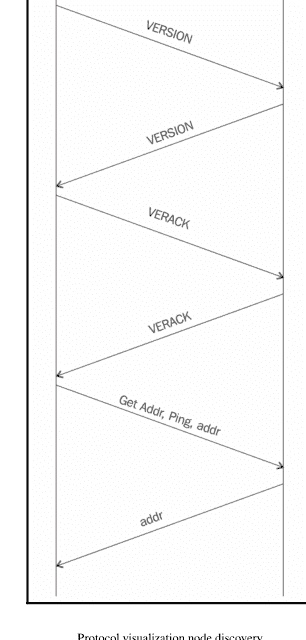 VERSION
VERSION
VERACK
VERACK
Get Addr, Ping, addr
addr
Protocol visualization node discovery